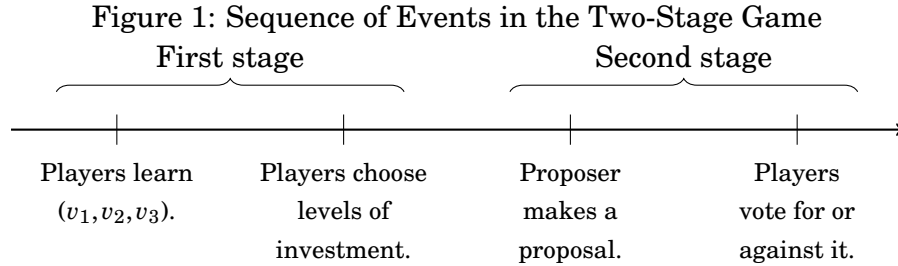 Figure 1: Sequence of Events in the Two-Stage Game
First stage
Second stage
Players learn
(v1,v2,v3).
Players choose
levels of
investment.
Proposer
makes a
proposal.
Players
vote for or
against it.